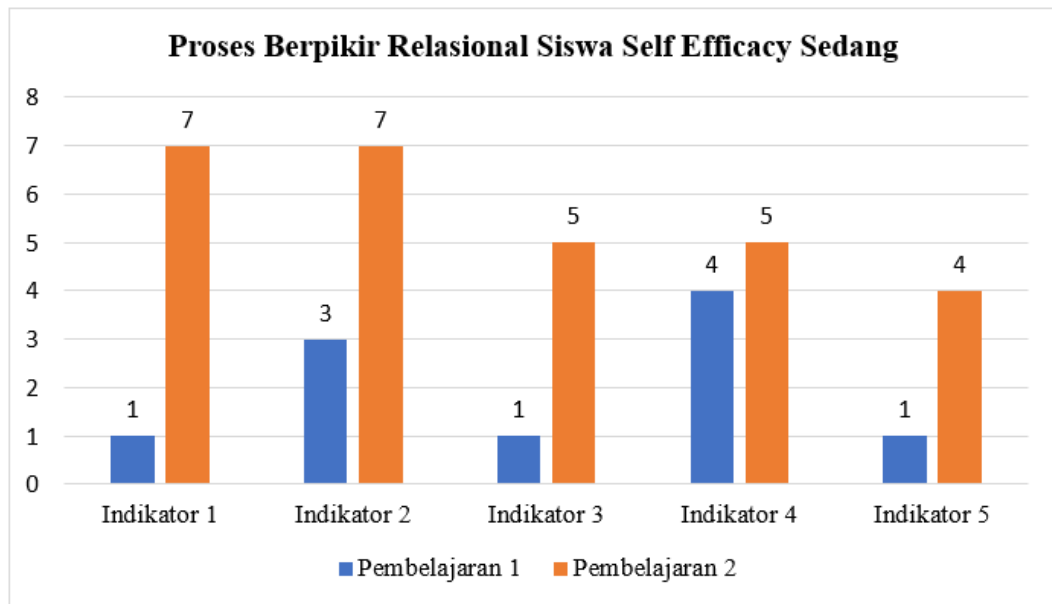 Proses Berpikir Relasional Siswa Self Efficacy Sedang
8
7
6
5
4
3
2
1
0
1
7
3
7
1
5
4
5
1
4
Indikator 1
Indikator 2
Indikator 3
Indikator 4
Indikator 5
Pembelajaran 1
Pembelajaran 2